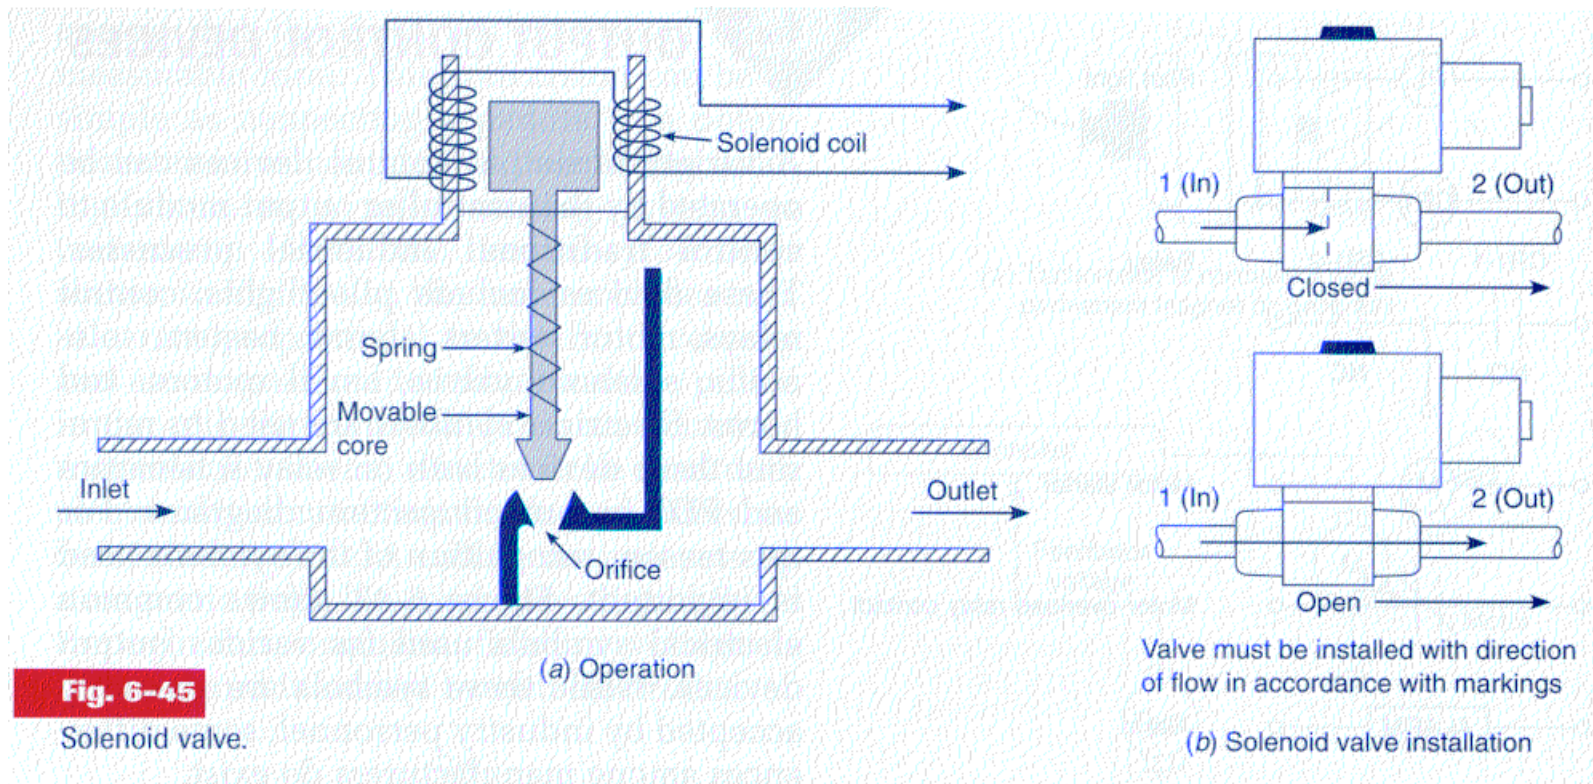 Solenoid coil
Spring
Movable
core
Inlet
Outlet
Orifice
(a) Operation
1 (In)
2 (Out)
Closed
1 (In)
2 (Out)
Open
Valve must be installed with direction
of flow in accordance with markings
(b) Solenoid valve installation
Fig. 6-45
Solenoid valve.